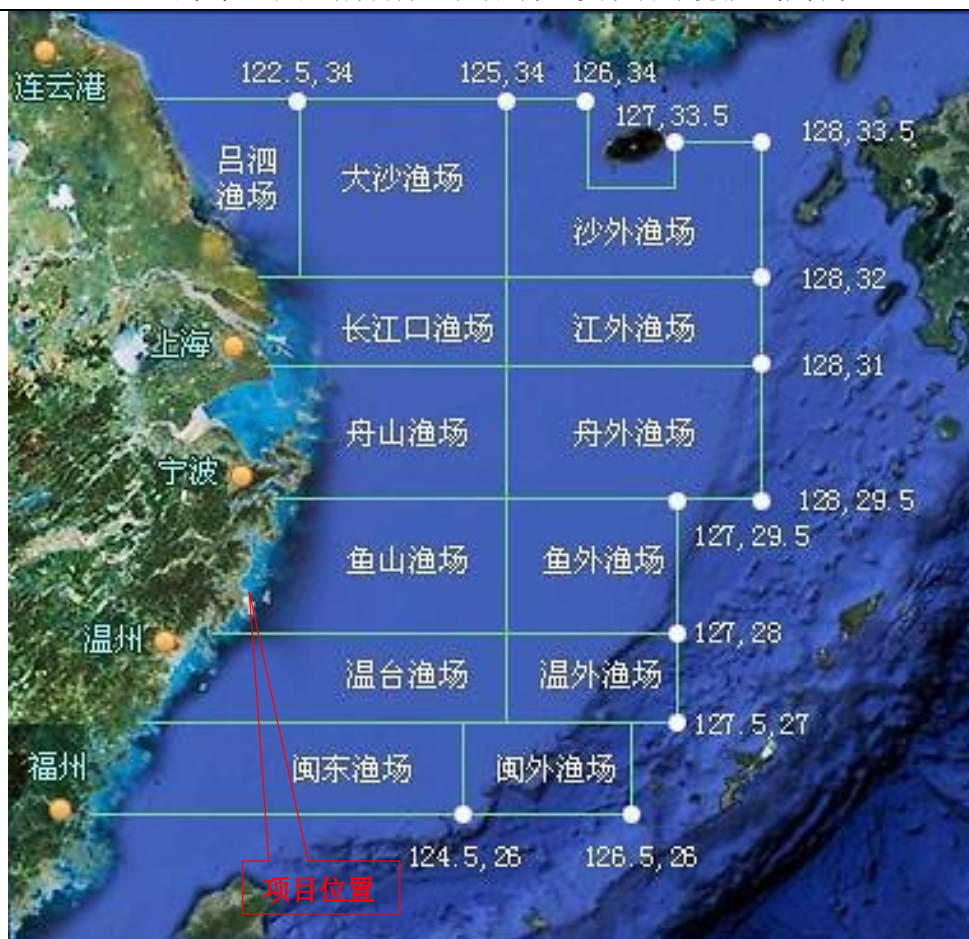 连云港
122.5,34
125,34
126,34
127,33.5
128,33.5
吕泗
渔场
大沙渔场
沙外渔场
128,32
长江口渔场
江外渔场
上海
128,31
舟山渔场
舟外渔场
宁波
128,29.5
127,29.5
鱼山渔场
鱼外渔场
温州
127,28
温台渔场
温外渔场
127.5,27
福州
闽东渔场
闽外渔场
124.5,26
126.5,26
项目位置